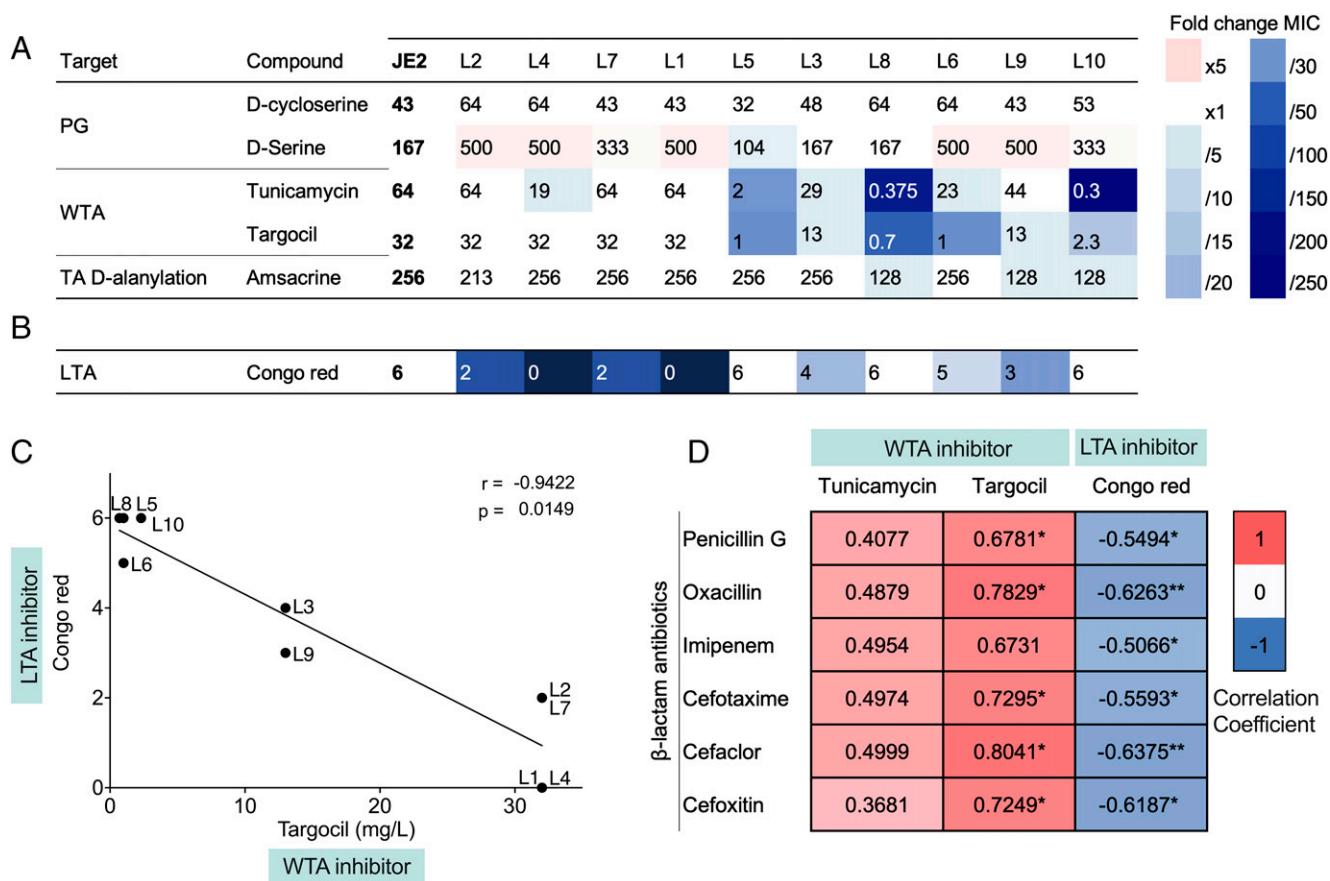 A
Target Compound JE2 L2 L4 L7 L1 L5 L3 L8 L6 L9 L10
PG
D-cycloserine 43 64 64 43 43 32 48 64 64 43 53
D-Serine 167 500 500 333 500 104 167 167 500 500 333
WTA
Tunicamycin 64 64 19 64 64 2 29 0.375 23 44 0.3
Targocil 32 32 32 32 32 1 13 0.7 1 13 2.3
TA D-alanylation Amsacrine 256 213 256 256 256 256 256 128 256 128 128
Fold change MIC
x5 /30
x1 /50
/5 /100
/10 /150
/15 /200
/20 /250
B
LTA Congo red 6 2 0 2 0 6 4 6 5 3 6
C
r = -0.9422
p = 0.0149
LTA inhibitor
Congo red
6
4
2
0
L8 L5
L10
L6
L3
L9
L2
L7
L1 L4
0 10 20 30
Targocil (mg/L)
WTA inhibitor
D
WTA inhibitor LTA inhibitor
Tunicamycin Targocil Congo red
β-lactam antibiotics
Penicillin G 0.4077 0.6781* -0.5494*
Oxacillin 0.4879 0.7829* -0.6263**
Imipenem 0.4954 0.6731 -0.5066*
Cefotaxime 0.4974 0.7295* -0.5593*
Cefaclor 0.4999 0.8041* -0.6375**
Cefoxitin 0.3681 0.7249* -0.6187*
1
0
-1
Correlation
Coefficient